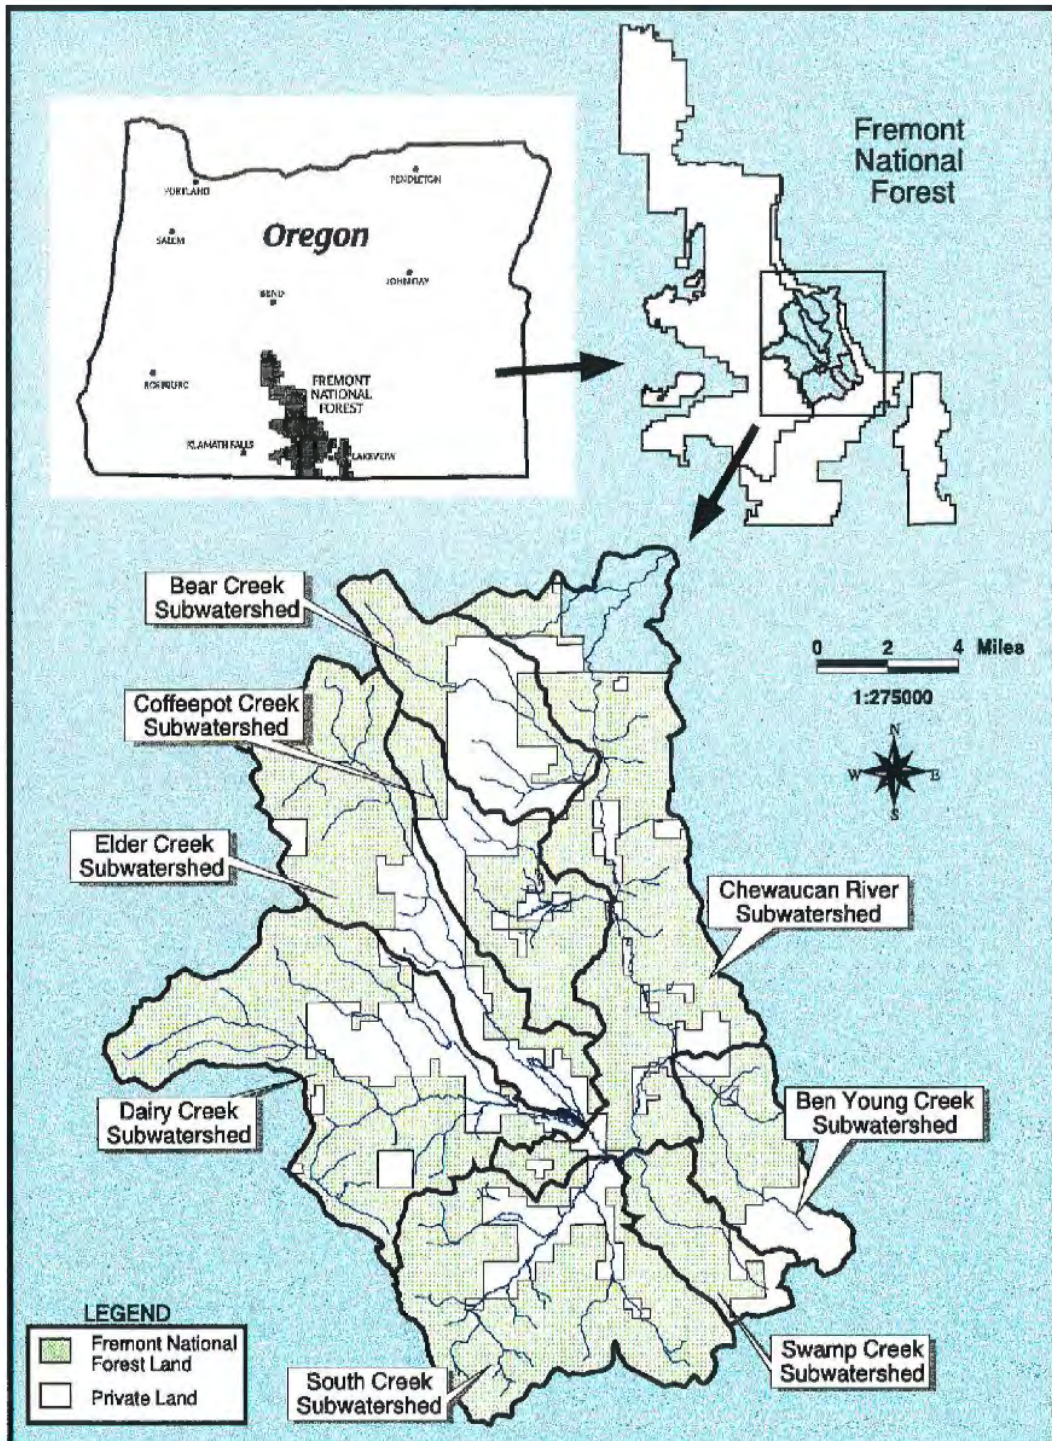 Fremont
National
Forest
PORTLAND
PENDLETON
SALEM
Oregon
JOHN DAY
BEND
ROSEBURG
FREMONT
NATIONAL
FOREST
KLAMATH FALLS
LAKEVIEW
Bear Creek
Subwatershed
0 2 4 Miles
1:275000
N
W E
S
Coffeepot Creek
Subwatershed
Elder Creek
Subwatershed
Chewaucan River
Subwatershed
Dairy Creek
Subwatershed
Ben Young Creek
Subwatershed
LEGEND
Fremont National
Forest Land
Private Land
South Creek
Subwatershed
Swamp Creek
Subwatershed